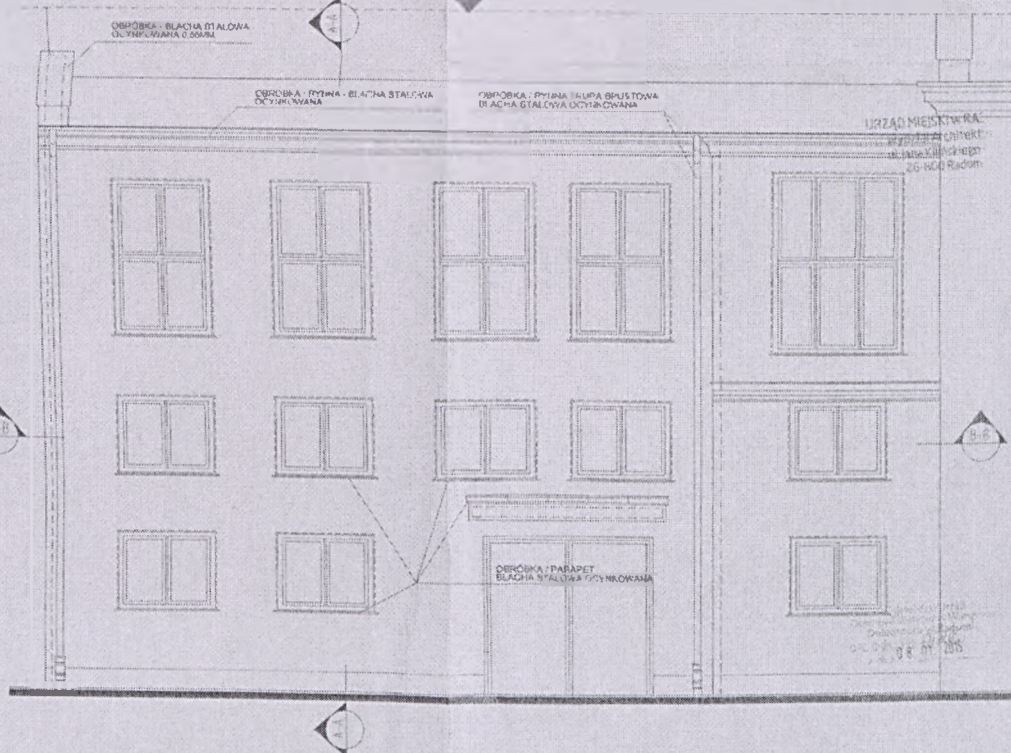 A-A
OBRÓBKA - BLACHA STALOWA
OCYNKOWANA 0,55MM
OBRÓBKA / RYNNA - BLACHA STALOWA
OCYNKOWANA
OBRÓBKA / RYNNA / RURA SPUSTOWA
BLACHA STALOWA OCYNKOWANA
URZĄD MIEJSKI W RA
Architekt
26-600 Radom
B
B-B
OBRÓBKA / PARAPET
BLACHA STALOWA OCYNKOWANA
A-A